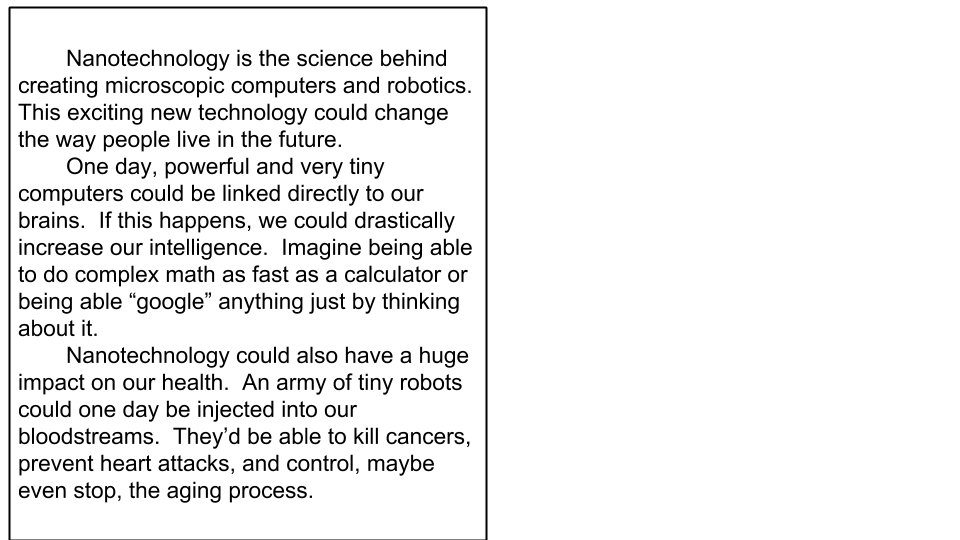 Nanotechnology is the science behind
creating microscopic computers and robotics.
This exciting new technology could change
the way people live in the future.
One day, powerful and very tiny
computers could be linked directly to our
brains.  If this happens, we could drastically
increase our intelligence.  Imagine being able
to do complex math as fast as a calculator or
being able “google” anything just by thinking
about it.
Nanotechnology could also have a huge
impact on our health.  An army of tiny robots
could one day be injected into our
bloodstreams.  They’d be able to kill cancers,
prevent heart attacks, and control, maybe
even stop, the aging process.